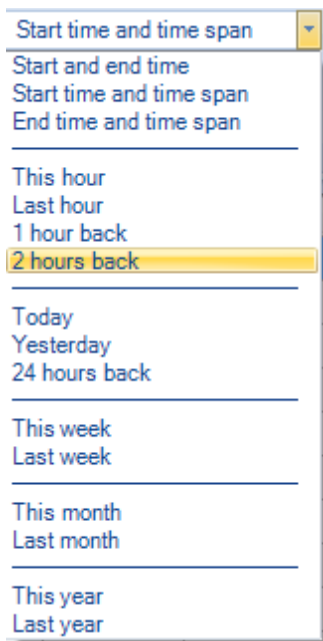 Start time and time span
Start and end time
Start time and time span
End time and time span
This hour
Last hour
1 hour back
2 hours back
Today
Yesterday
24 hours back
This week
Last week
This month
Last month
This year
Last year